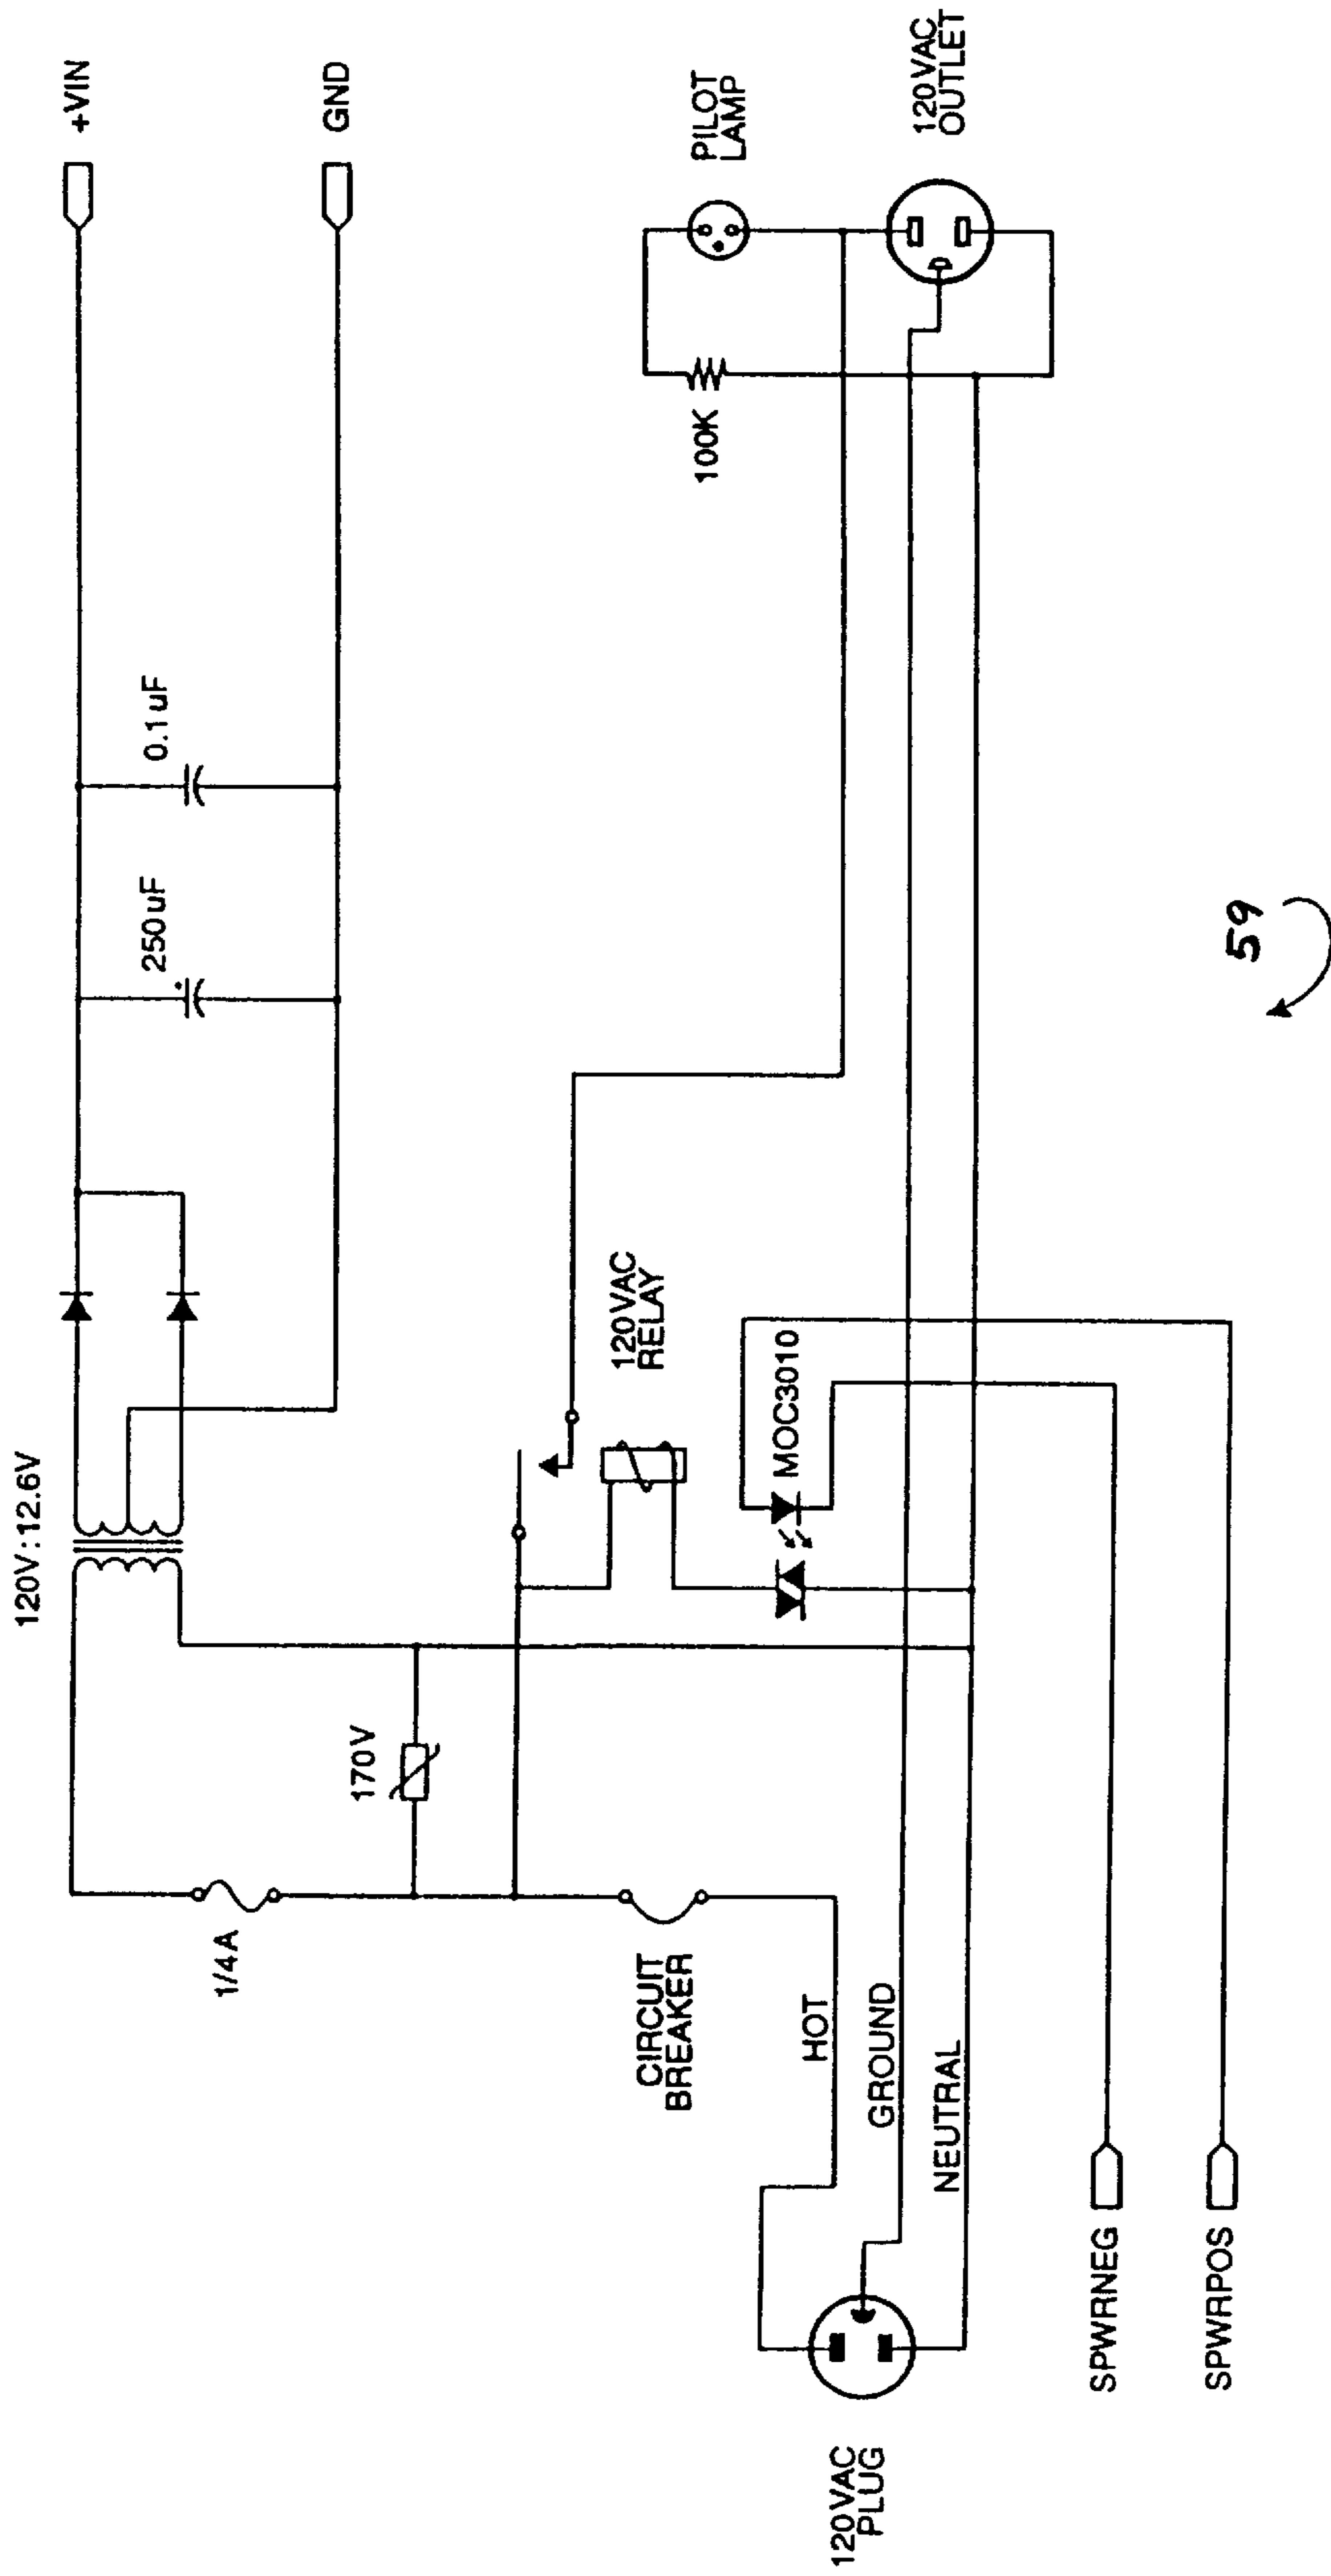 120V:12.6V
+VIN
250uF
0.1uF
GND
1/4A
170V
120VAC
RELAY
PILOT
LAMP
100K
CIRCUIT
BREAKER
MOC3010
HOT
120VAC
PLUG
GROUND
120VAC
OUTLET
NEUTRAL
SPWRNEG
SPWRPOS
59